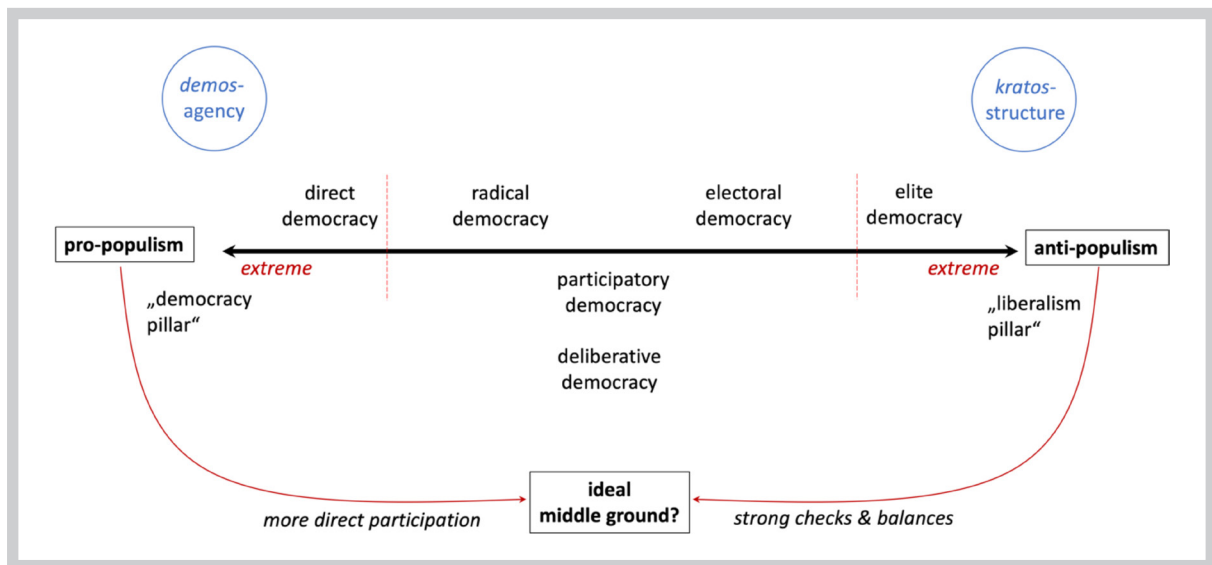 demos-
agency
kratos-
structure
direct
democracy
radical
democracy
electoral
democracy
elite
democracy
pro-populism
anti-populism
extreme
extreme
„democracy
pillar“
participatory
democracy
„liberalism
pillar“
deliberative
democracy
ideal
middle ground?
more direct participation
strong checks & balances